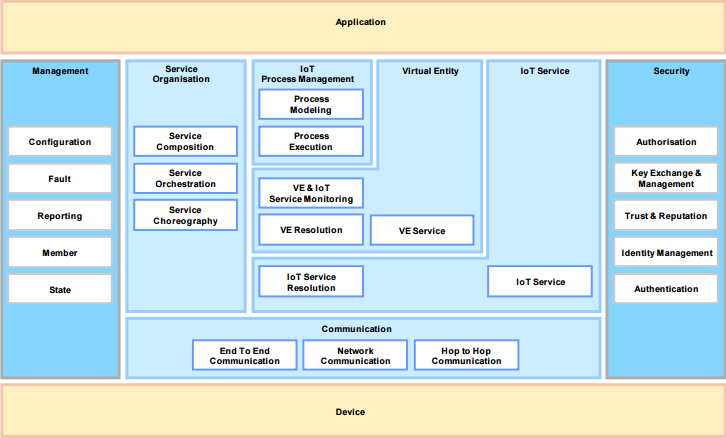 Application
Management
Configuration
Fault
Reporting
Member
State
Service
Organisation
Service
Composition
Service
Orchestration
Service
Choreography
IoT
Process Management
Process
Modeling
Process
Execution
Virtual Entity
VE & IoT
Service Monitoring
VE Resolution
VE Service
IoT Service
IoT Service
Resolution
IoT Service
Security
Authorisation
Key Exchange &
Management
Trust & Reputation
Identity Management
Authentication
Communication
End To End
Communication
Network
Communication
Hop to Hop
Communication
Device